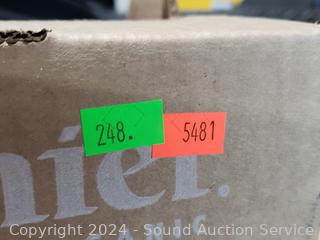 248. 5481
nier.
Copyright 2024 - Sound Auction Service